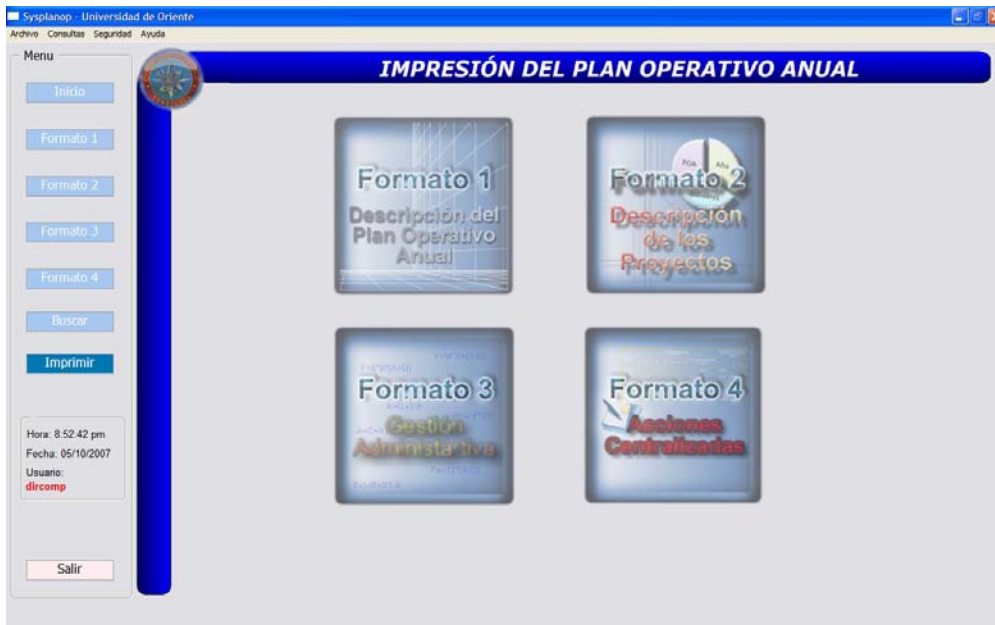 Sysplanop - Universidad de Oriente
Archivo Consultas Seguridad Ayuda
Menu
IMPRESIÓN DEL PLAN OPERATIVO ANUAL
Inicio
Formato 1
Formato 2
Formato 3
Formato 4
Buscar
Imprimir
Hora: 8:52:42 pm
Fecha: 05/10/2007
Usuario:
dircomp
Salir
Formato 1
Descripción del
Plan Operativo
Anual
POA
Año
Formato 2
Descripción
de los
Proyectos
Formato 3
Gestión
Administartiva
Formato 4
Acciones
Centralizadas